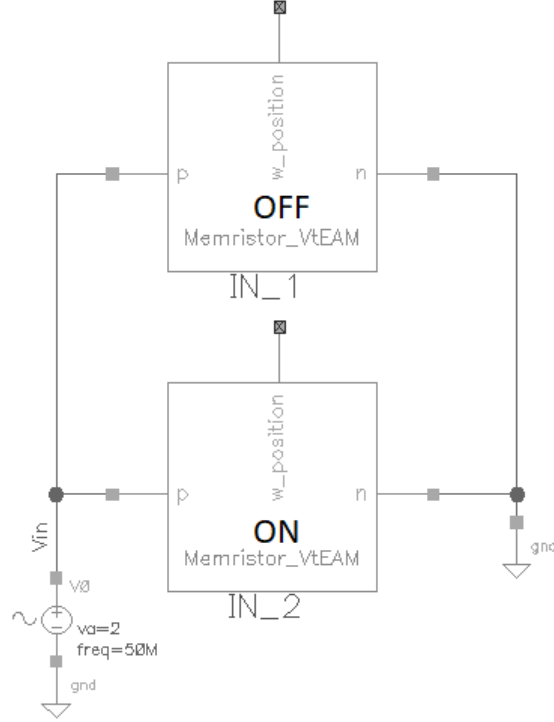 w_position
p
n
OFF
Memristor_VtEAM
IN_1
w_position
p
n
ON
Memristor_VtEAM
IN_2
Vin
gnd
V0
+
-
va=2
freq=50M
gnd